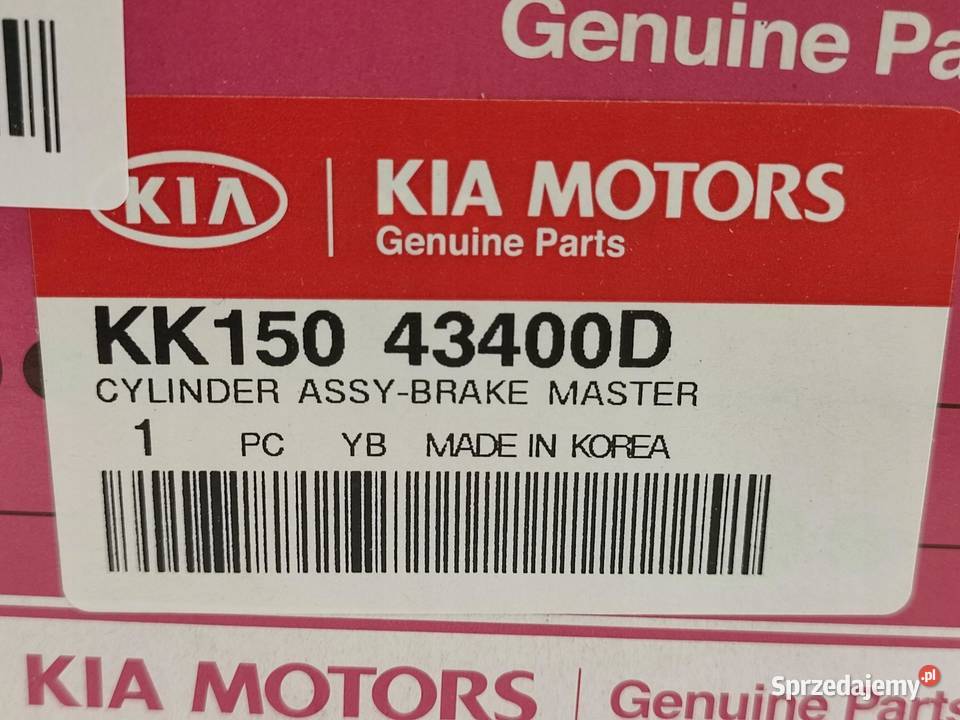 Genuine Pa
KIA
KIA MOTORS
Genuine Parts
KK150 43400D
CYLINDER ASSY-BRAKE MASTER
1 PC YB MADE IN KOREA
KIA MOTORS
Genuine Parts
Sprzedajemy.pl